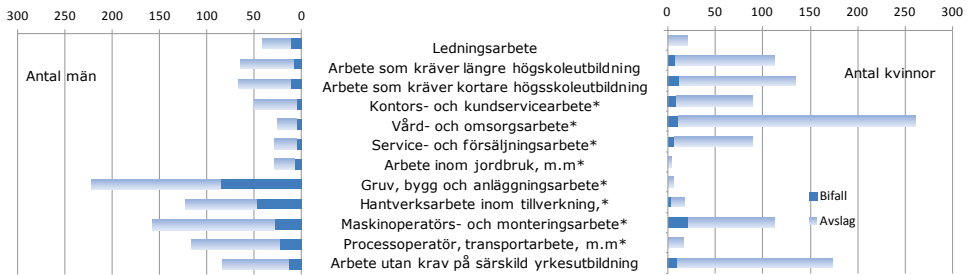 300 250 200 150 100 50 0
0 50 100 150 200 250 300
Antal män
Antal kvinnor
Ledningsarbete
Arbete som kräver längre högskoleutbildning
Arbete som kräver kortare högsskoleutbildning
Kontors- och kundservicearbete*
Vård- och omsorgsarbete*
Service- och försäljningsarbete*
Arbete inom jordbruk, m.m*
Gruv, bygg och anläggningsarbete*
Hantverksarbete inom tillverkning,*
Maskinoperatörs- och monteringsarbete*
Processoperatör, transportarbete, m.m*
Arbete utan krav på särskild yrkesutbildning
Bifall
Avslag